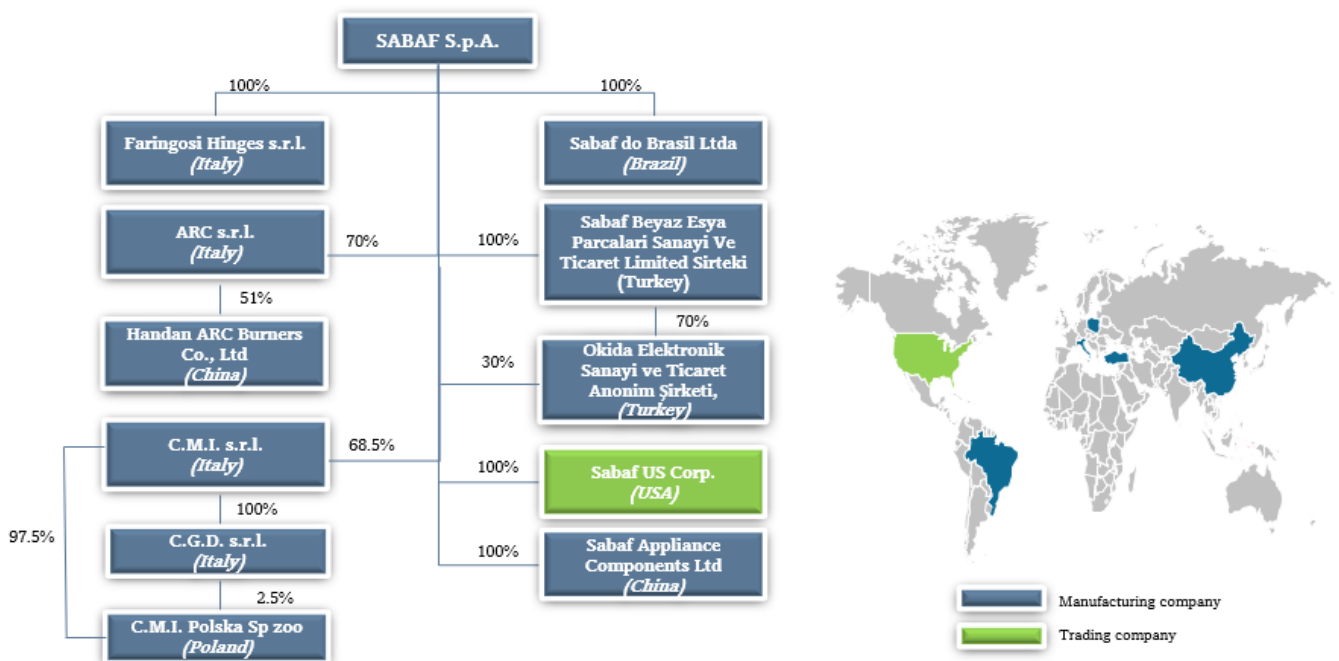 SABAF S.p.A.
100%
100%
Faringosi Hinges s.r.l.
(Italy)
Sabaf do Brasil Ltda
(Brazil)
ARC s.r.l.
(Italy)
70%
100%
Sabaf Beyaz Esya
Parcalari Sanayi Ve
Ticaret Limited Sirteki
(Turkey)
51%
70%
Handan ARC Burners
Co., Ltd
(China)
30%
Okida Elektronik
Sanayi ve Ticaret
Anonim Şirketi,
(Turkey)
C.M.I. s.r.l.
(Italy)
68.5%
100%
Sabaf US Corp.
(USA)
100%
97.5%
C.G.D. s.r.l.
(Italy)
100%
Sabaf Appliance
Components Ltd
(China)
2.5%
C.M.I. Polska Sp zoo
(Poland)
Manufacturing company
Trading company